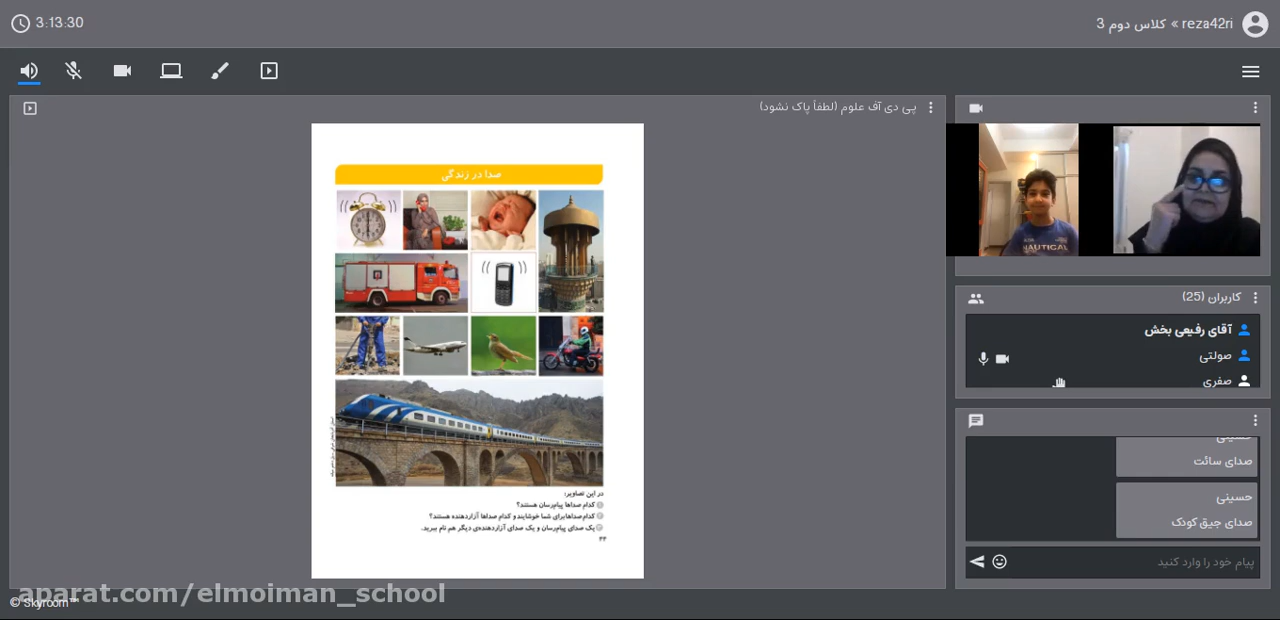 3:13:30
reza42ri » کلاس دوم 3
پی دی آف علوم (لطفاً پاک نشود)
صدا در زندگی
در این تصاویر:
کدام صداها پیام‌رسان هستند؟
کدام صداها برای شما خوشایند و کدام صداها آزاردهنده هستند؟
یک صدای پیام‌رسان و یک صدای آزاردهنده‌ی دیگر هم نام ببرید.
۴۴
NAUTICAL
کاربران (25)
آقای رفیعی بخش
صولتی
صفری
حسینی
صدای سائت
حسینی
صدای جیق کودک
پیام خود را وارد کنید
aparat.com/elmoiman_school
© Skyroom™